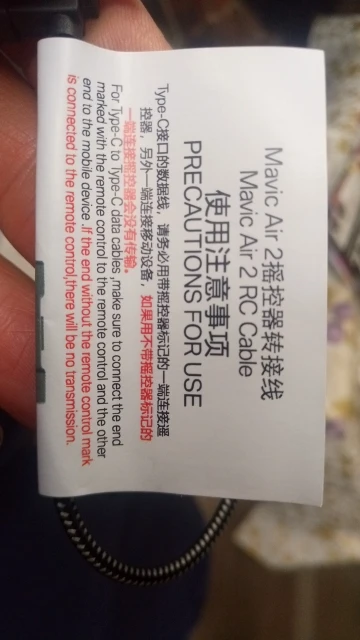 Mavic Air 2摇控器转接线
Mavic Air 2 RC Cable
使用注意事项
PRECAUTIONS FOR USE
Type-C接口的数据线，请务必用带摇控器标记的一端连接遥
控器，另外一端连接移动设备，如果用不带摇控器标记的
一端连接摇控器会没有传输。
For Type-C to Type-C data cables ,make sure to connect the end
marked with the remote control to the remote control and the other
end to the mobile device .If the end without the remote control mark
is connected to the remote control,there will be no transmission.